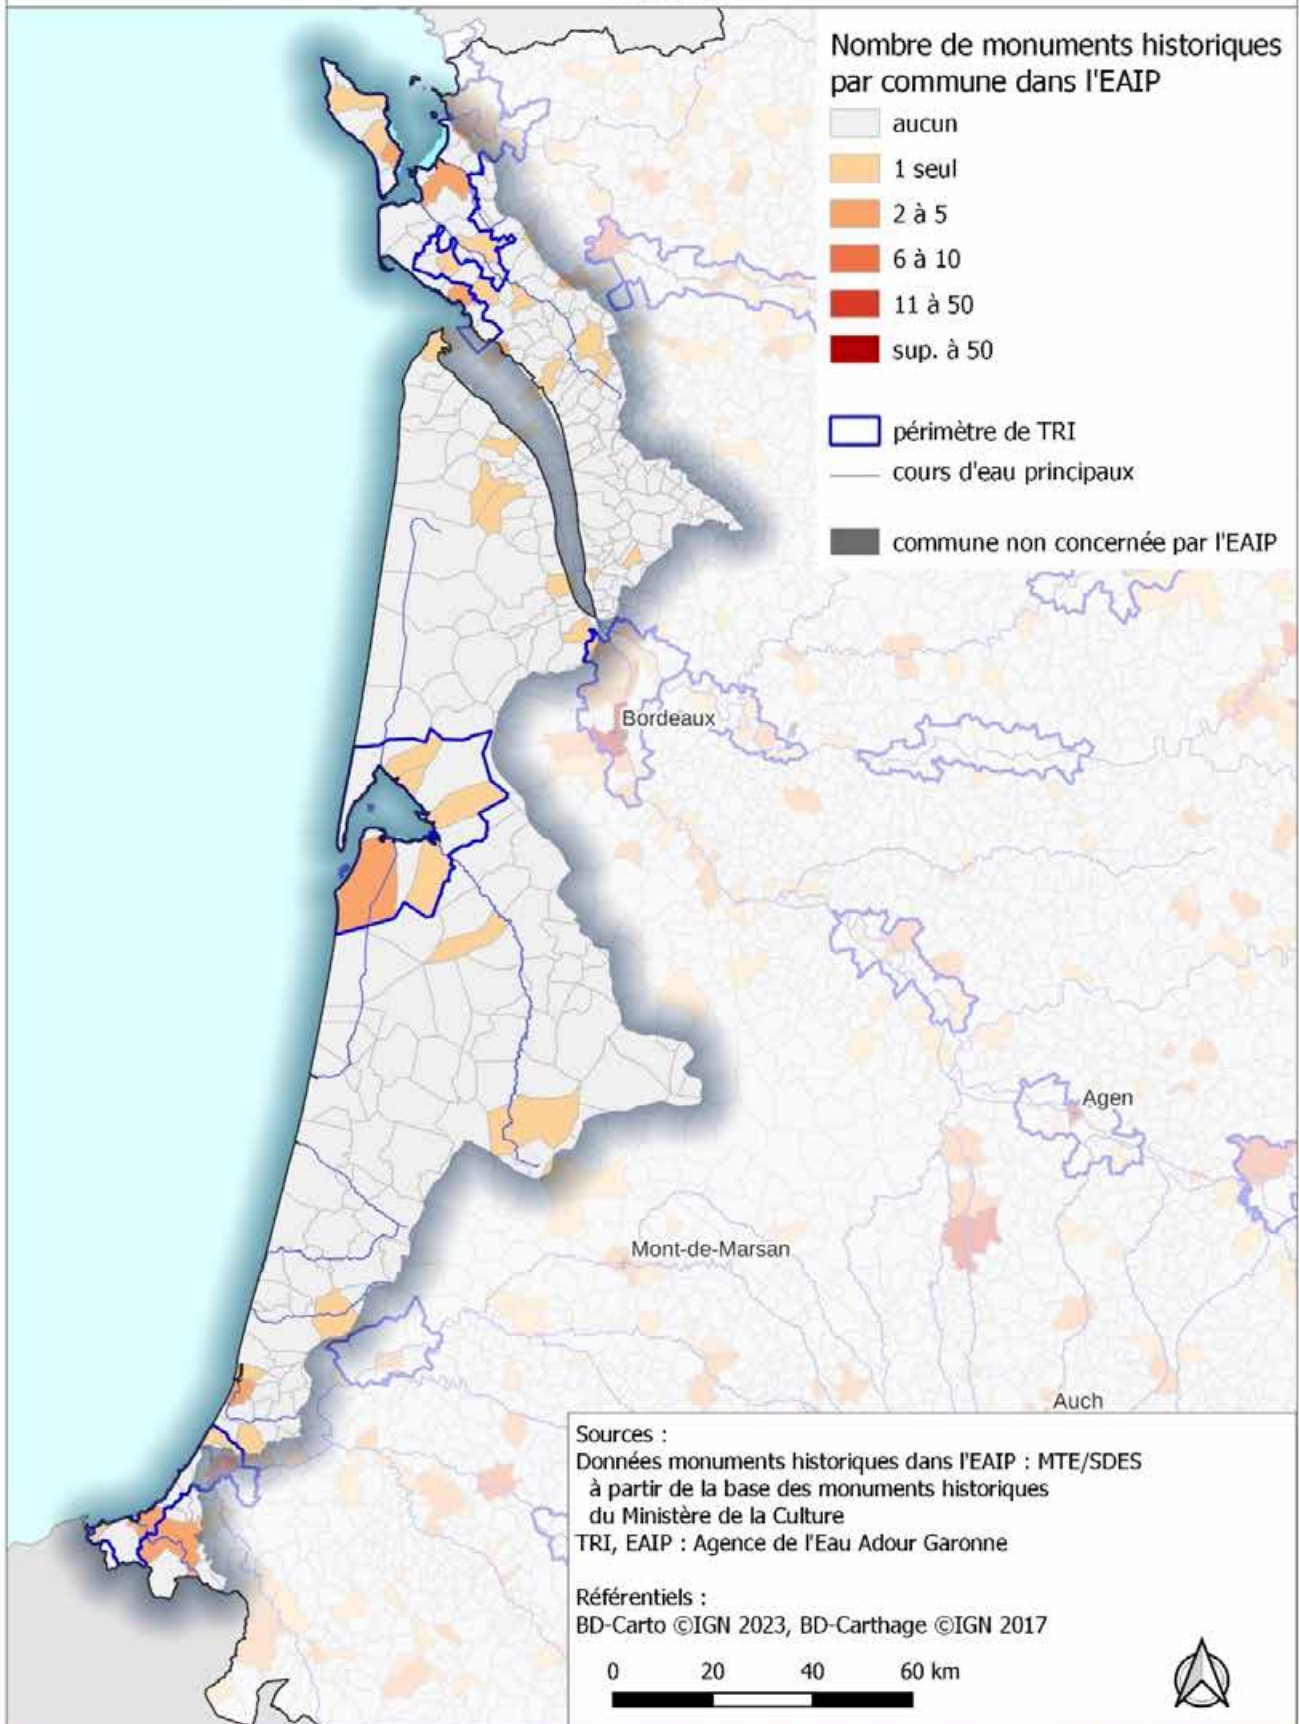 Nombre de monuments historiques
par commune dans l'EAIP
aucun
1 seul
2 à 5
6 à 10
11 à 50
sup. à 50
périmètre de TRI
cours d'eau principaux
commune non concernée par l'EAIP
Bordeaux
Agen
Mont-de-Marsan
Auch
Sources :
Données monuments historiques dans l'EAIP : MTE/SDES
à partir de la base des monuments historiques
du Ministère de la Culture
TRI, EAIP : Agence de l'Eau Adour Garonne
Référentiels :
BD-Carto ©IGN 2023, BD-Carthage ©IGN 2017
0 20 40 60 km